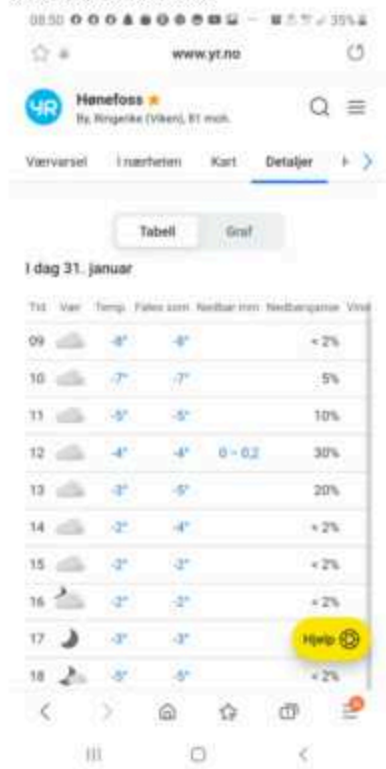 08:50
35%
www.yt.no
YR
Hønefoss
By, Ringerike (Viken), 81 moh.
Værvarsel I nærheten Kart Detaljer
Tabell Graf
I dag 31. januar
Tid Vær Temp. Føles som Nedbør mm Nedbørsjanse Vind
09 -8° -8° < 2%
10 -7° -7° 5%
11 -5° -5° 10%
12 -4° -4° 0 – 0,2 30%
13 -3° -5° 20%
14 -2° -4° < 2%
15 -2° -2° < 2%
16 -2° -2° < 2%
17 -3° -3°
Hjelp
18 -5° -5° < 2%